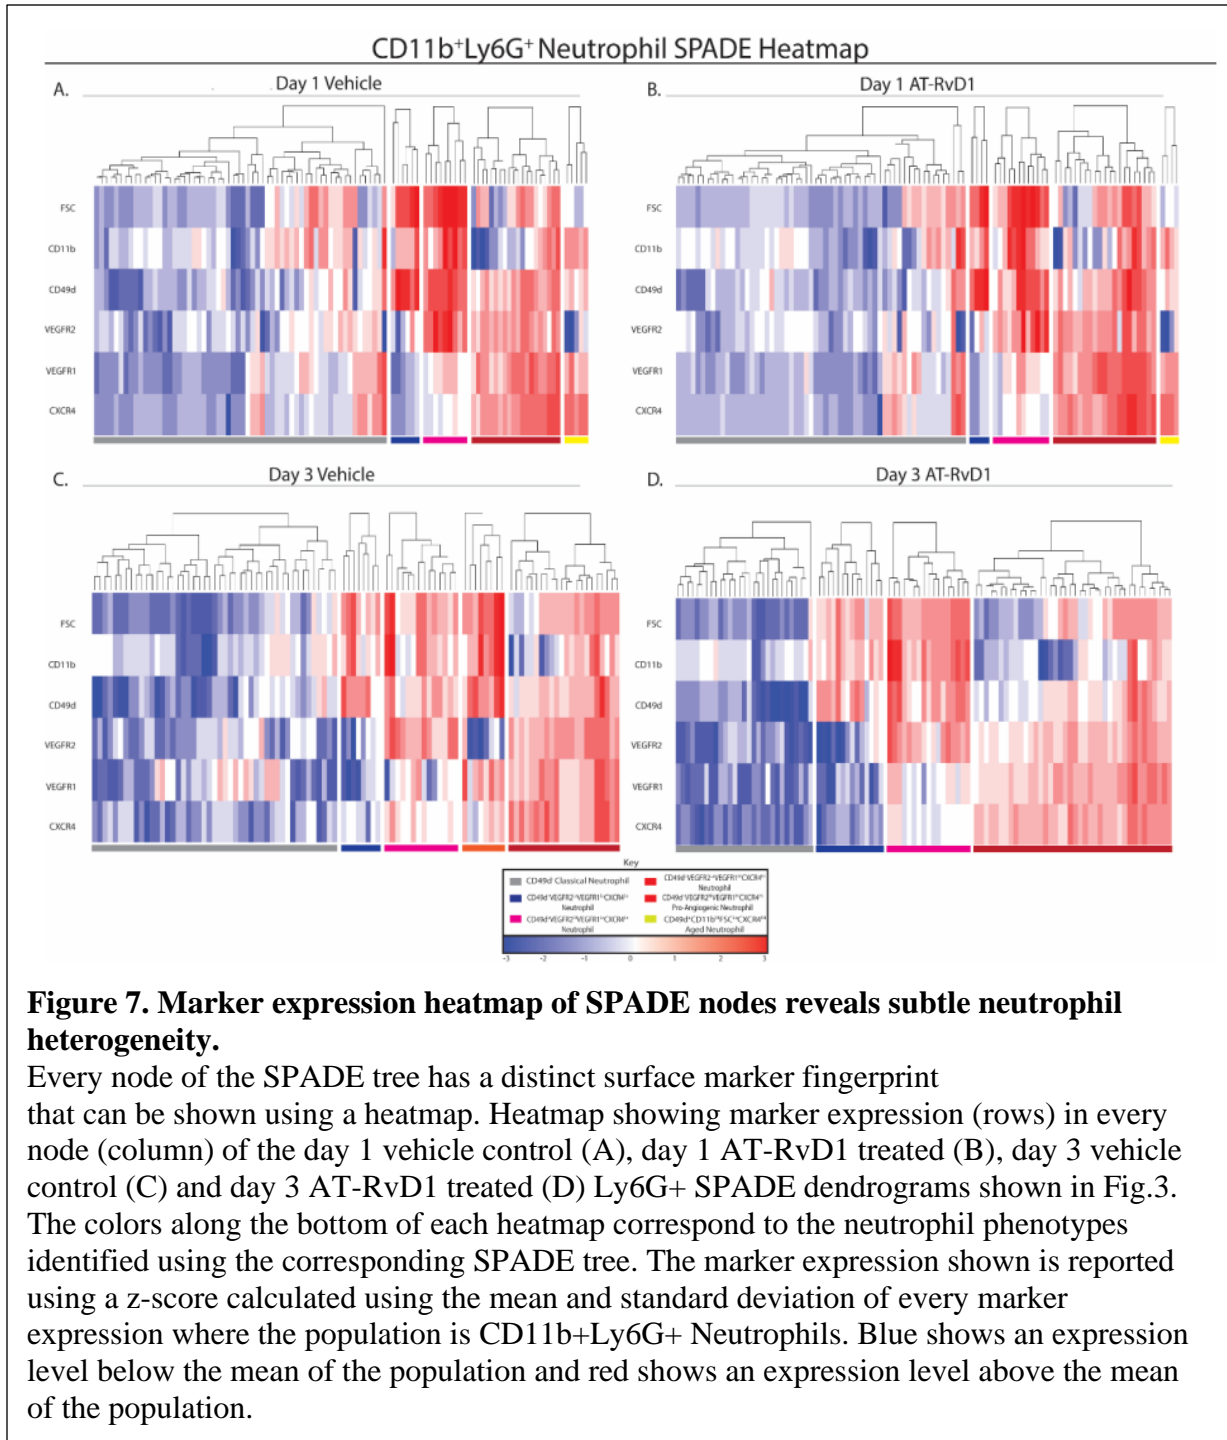 CD11b+Ly6G+ Neutrophil SPADE Heatmap
A.
Day 1 Vehicle
B.
Day 1 AT-RvD1
FSC
CD11b
CD49d
VEGFR2
VEGFR1
CXCR4
FSC
CD11b
CD49d
VEGFR2
VEGFR1
CXCR4
C.
Day 3 Vehicle
D.
Day 3 AT-RvD1
FSC
CD11b
CD49d
VEGFR2
VEGFR1
CXCR4
FSC
CD11b
CD49d
VEGFR2
VEGFR1
CXCR4
Key
CD49d- Classical Neutrophil
Neutrophil
Neutrophil
Neutrophil
Pro-Angiogenic Neutrophil
Aged Neutrophil
-3 -2 -1 0 1 2 3
Figure 7. Marker expression heatmap of SPADE nodes reveals subtle neutrophil
heterogeneity.
Every node of the SPADE tree has a distinct surface marker fingerprint
that can be shown using a heatmap. Heatmap showing marker expression (rows) in every
node (column) of the day 1 vehicle control (A), day 1 AT-RvD1 treated (B), day 3 vehicle
control (C) and day 3 AT-RvD1 treated (D) Ly6G+ SPADE dendrograms shown in Fig.3.
The colors along the bottom of each heatmap correspond to the neutrophil phenotypes
identified using the corresponding SPADE tree. The marker expression shown is reported
using a z-score calculated using the mean and standard deviation of every marker
expression where the population is CD11b+Ly6G+ Neutrophils. Blue shows an expression
level below the mean of the population and red shows an expression level above the mean
of the population.